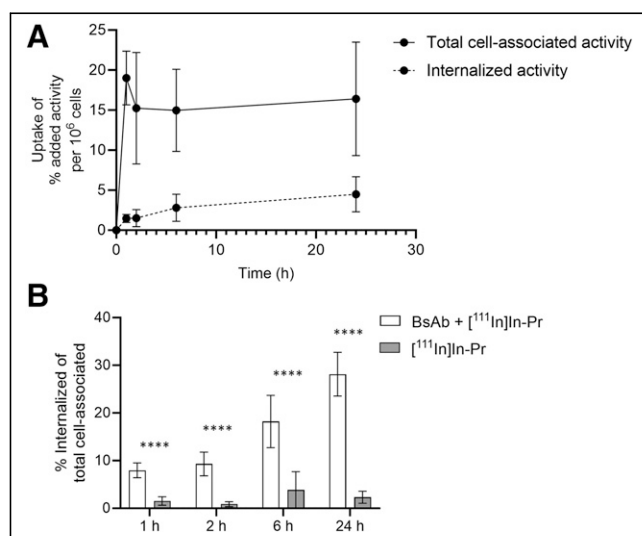 A
25
20
15
10
5
0
Uptake of
% added activity
per 10⁶ cells
0 10 20 30
Time (h)
Total cell-associated activity
Internalized activity
B
40
30
20
10
0
% Internalized of
total cell-associated
**** **** **** ****
1 h 2 h 6 h 24 h
BsAb + [¹¹¹In]In-Pr
[¹¹¹In]In-Pr